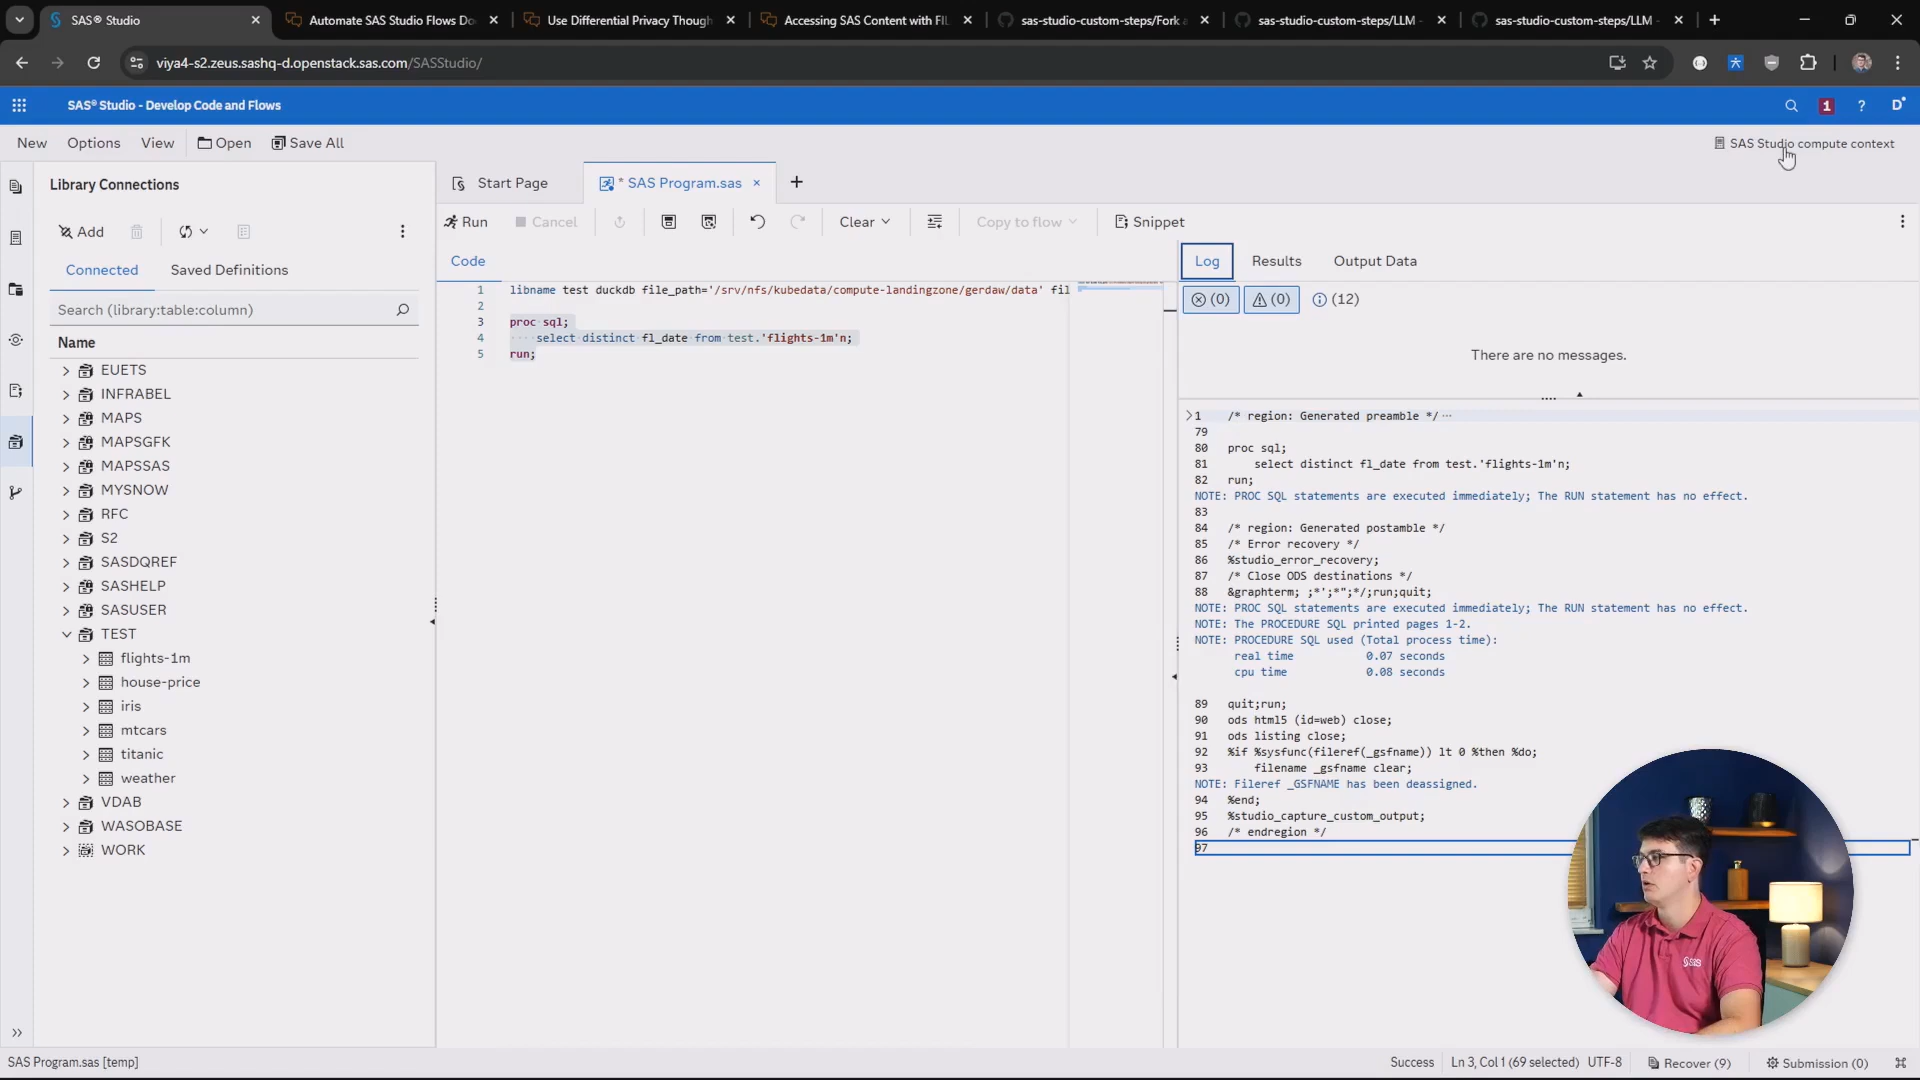 SAS® Studio
Automate SAS Studio Flows Do
Use Differential Privacy Though
Accessing SAS Content with FIL
sas-studio-custom-steps/Fork a
sas-studio-custom-steps/LLM -
sas-studio-custom-steps/LLM -
viya4-s2.zeus.sashq-d.openstack.sas.com/SASStudio/
SAS® Studio - Develop Code and Flows
1
?
D
New Options View Open Save All
SAS Studio compute context
Library Connections
Add
Connected Saved Definitions
Search (library:table:column)
Name
EUETS
INFRABEL
MAPS
MAPSGFK
MAPSSAS
MYSNOW
RFC
S2
SASDQREF
SASHELP
SASUSER
TEST
flights-1m
house-price
iris
mtcars
titanic
weather
VDAB
WASOBASE
WORK
Start Page
* SAS Program.sas
Run Cancel Clear Copy to flow Snippet
Code
1 libname test duckdb file_path='/srv/nfs/kubedata/compute-landingzone/gerdaw/data' fil
2
3 proc sql;
4 select distinct fl_date from test.'flights-1m'n;
5 run;
Log Results Output Data
(0) (0) (12)
There are no messages.
1 /* region: Generated preamble */ ...
79
80 proc sql;
81 select distinct fl_date from test.'flights-1m'n;
82 run;
NOTE: PROC SQL statements are executed immediately; The RUN statement has no effect.
83
84 /* region: Generated postamble */
85 /* Error recovery */
86 %studio_error_recovery;
87 /* Close ODS destinations */
88 &graphterm; ;*';*";*/;run;quit;
NOTE: PROC SQL statements are executed immediately; The RUN statement has no effect.
NOTE: The PROCEDURE SQL printed pages 1-2.
NOTE: PROCEDURE SQL used (Total process time):
real time 0.07 seconds
cpu time 0.08 seconds
89 quit;run;
90 ods html5 (id=web) close;
91 ods listing close;
92 %if %sysfunc(fileref(_gsfname)) lt 0 %then %do;
93 filename _gsfname clear;
NOTE: Fileref _GSFNAME has been deassigned.
94 %end;
95 %studio_capture_custom_output;
96 /* endregion */
97
sas
SAS Program.sas [temp]
Success Ln 3, Col 1 (69 selected) UTF-8 Recover (9) Submission (0)